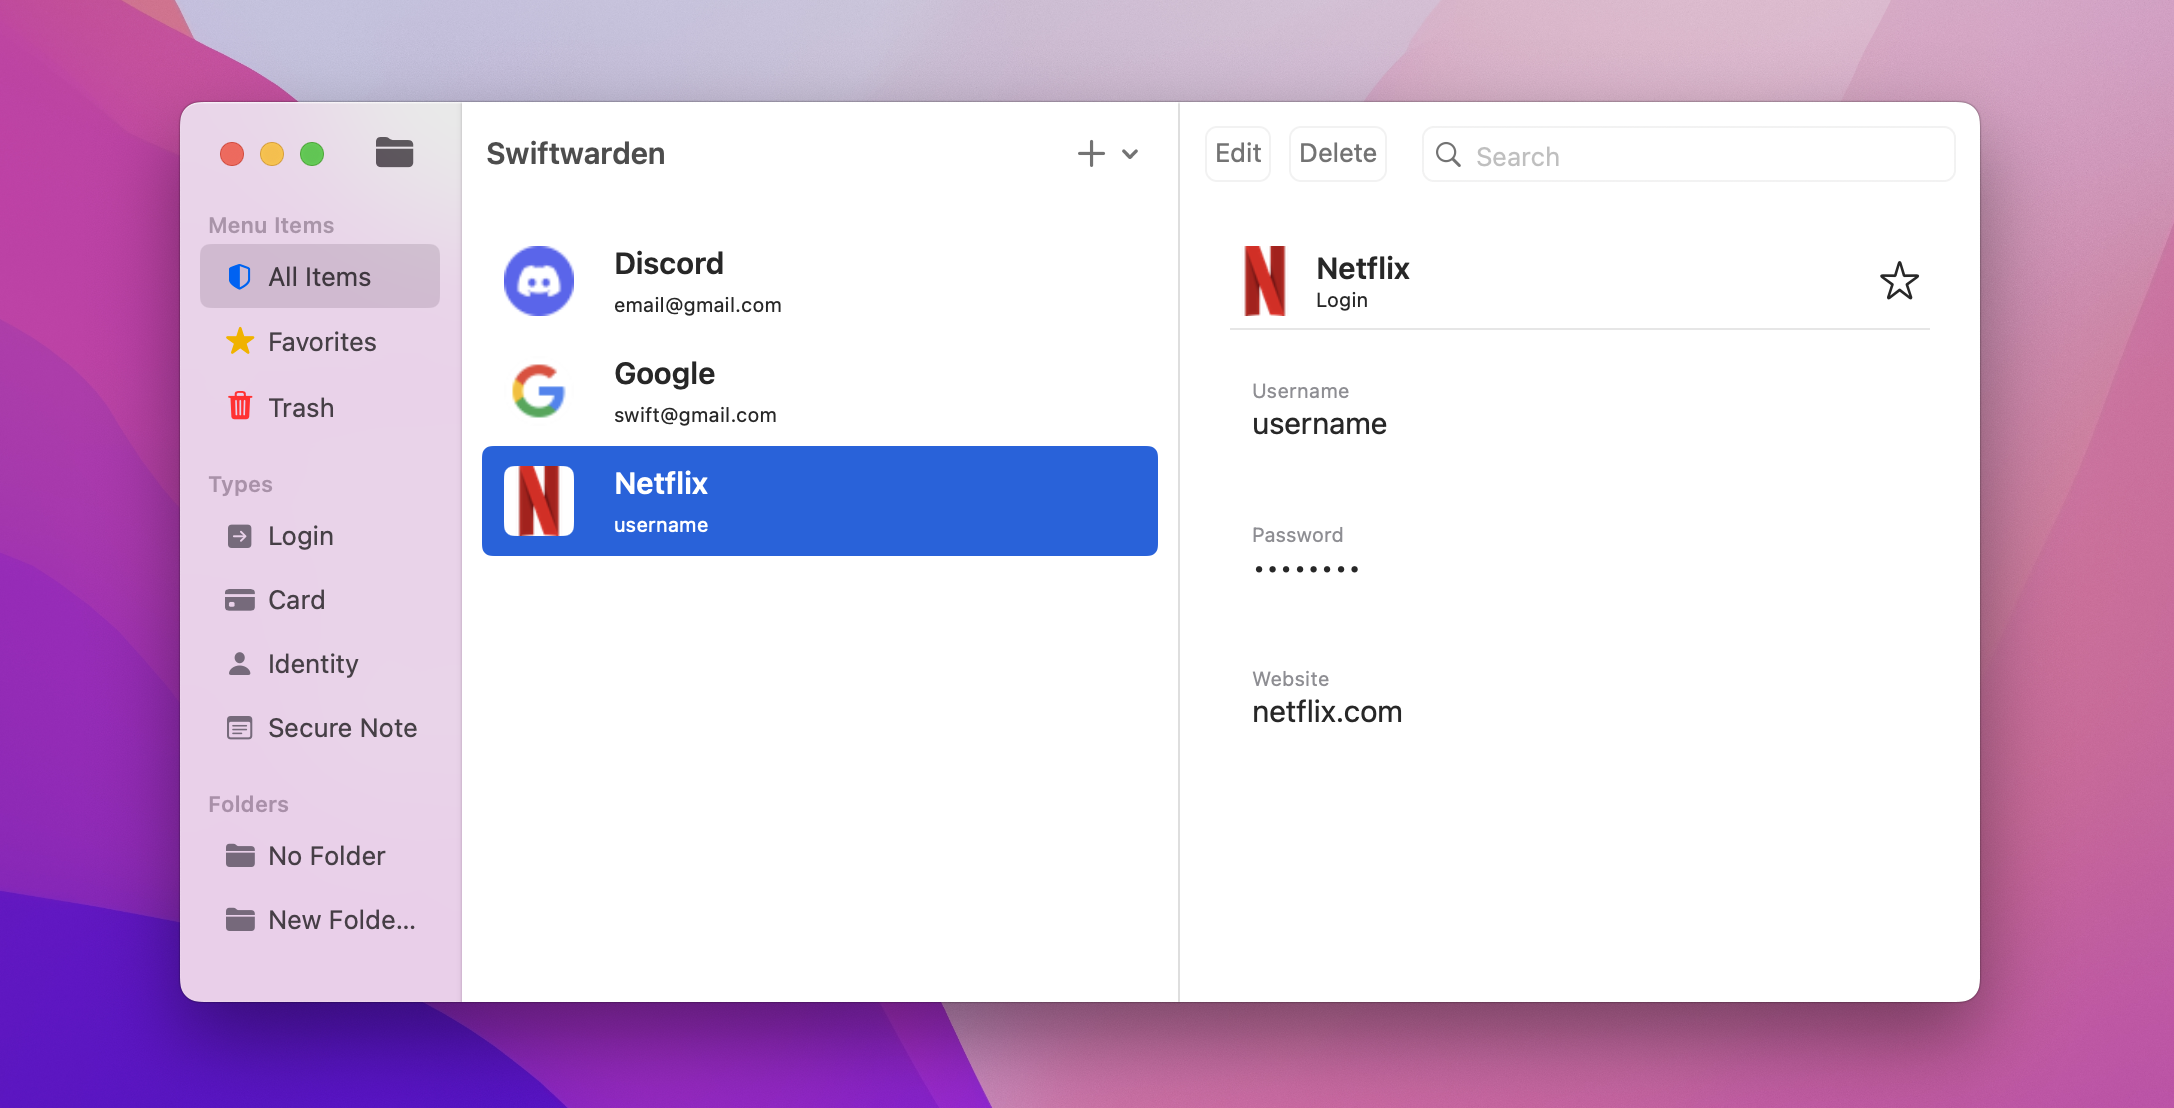 Menu Items
All Items
Favorites
Trash
Types
Login
Card
Identity
Secure Note
Folders
No Folder
New Folde...
Swiftwarden
Discord
email@gmail.com
Google
swift@gmail.com
Netflix
username
Edit
Delete
Search
Netflix
Login
Username
username
Password
••••••••
Website
netflix.com